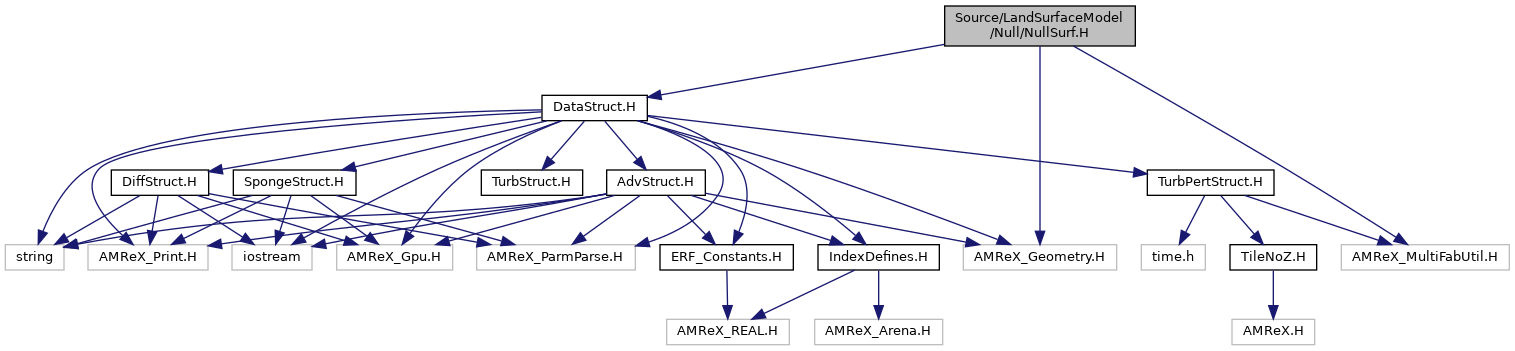 Source/LandSurfaceModel
/Null/NullSurf.H
DataStruct.H
DiffStruct.H
SpongeStruct.H
TurbStruct.H
AdvStruct.H
TurbPertStruct.H
string
AMReX_Print.H
iostream
AMReX_Gpu.H
AMReX_ParmParse.H
ERF_Constants.H
IndexDefines.H
AMReX_Geometry.H
time.h
TileNoZ.H
AMReX_MultiFabUtil.H
AMReX_REAL.H
AMReX_Arena.H
AMReX.H